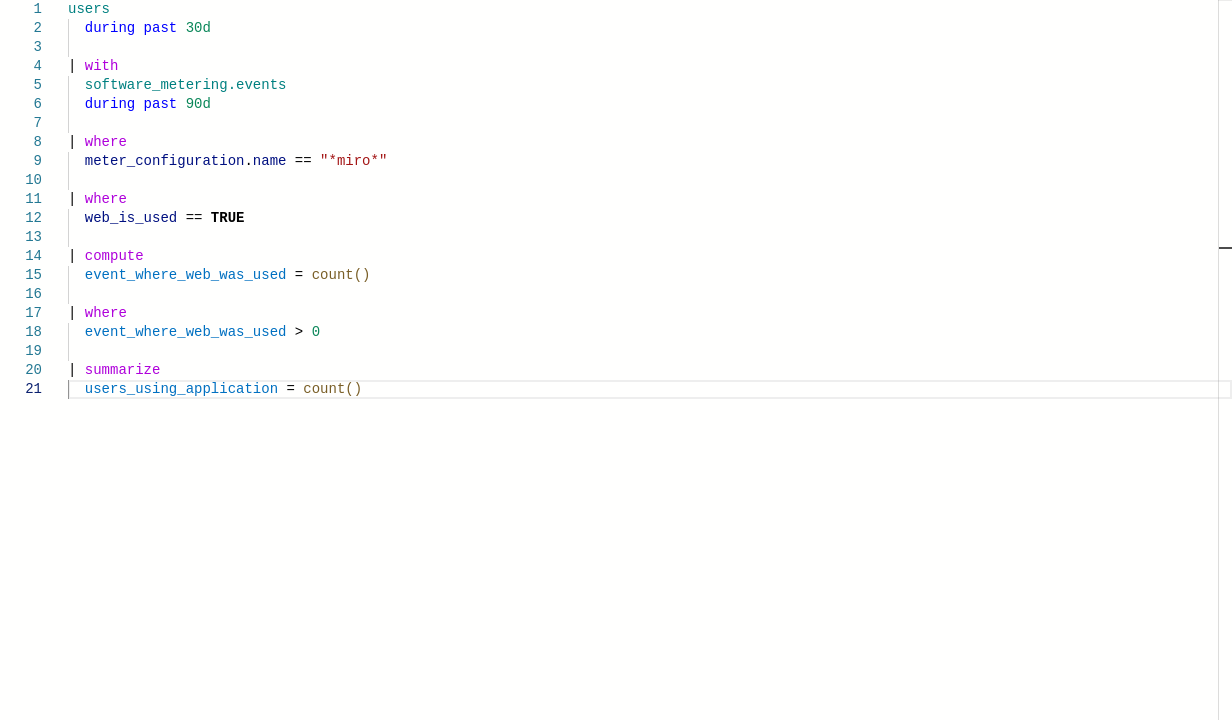 1 users
2 during past 30d
3
4 | with
5 software_metering.events
6 during past 90d
7
8 | where
9 meter_configuration.name == "*miro*"
10
11 | where
12 web_is_used == TRUE
13
14 | compute
15 event_where_web_was_used = count()
16
17 | where
18 event_where_web_was_used > 0
19
20 | summarize
21 users_using_application = count()